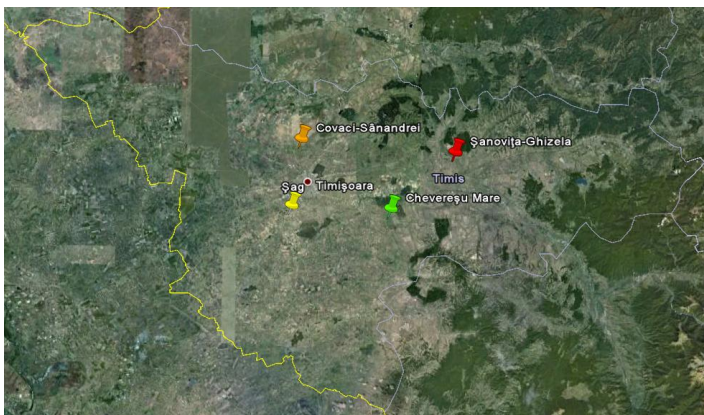 Covaci-Sânandrei
Şanoviţa-Ghizela
Timis
Şag
Timişoara
Chevereşu Mare